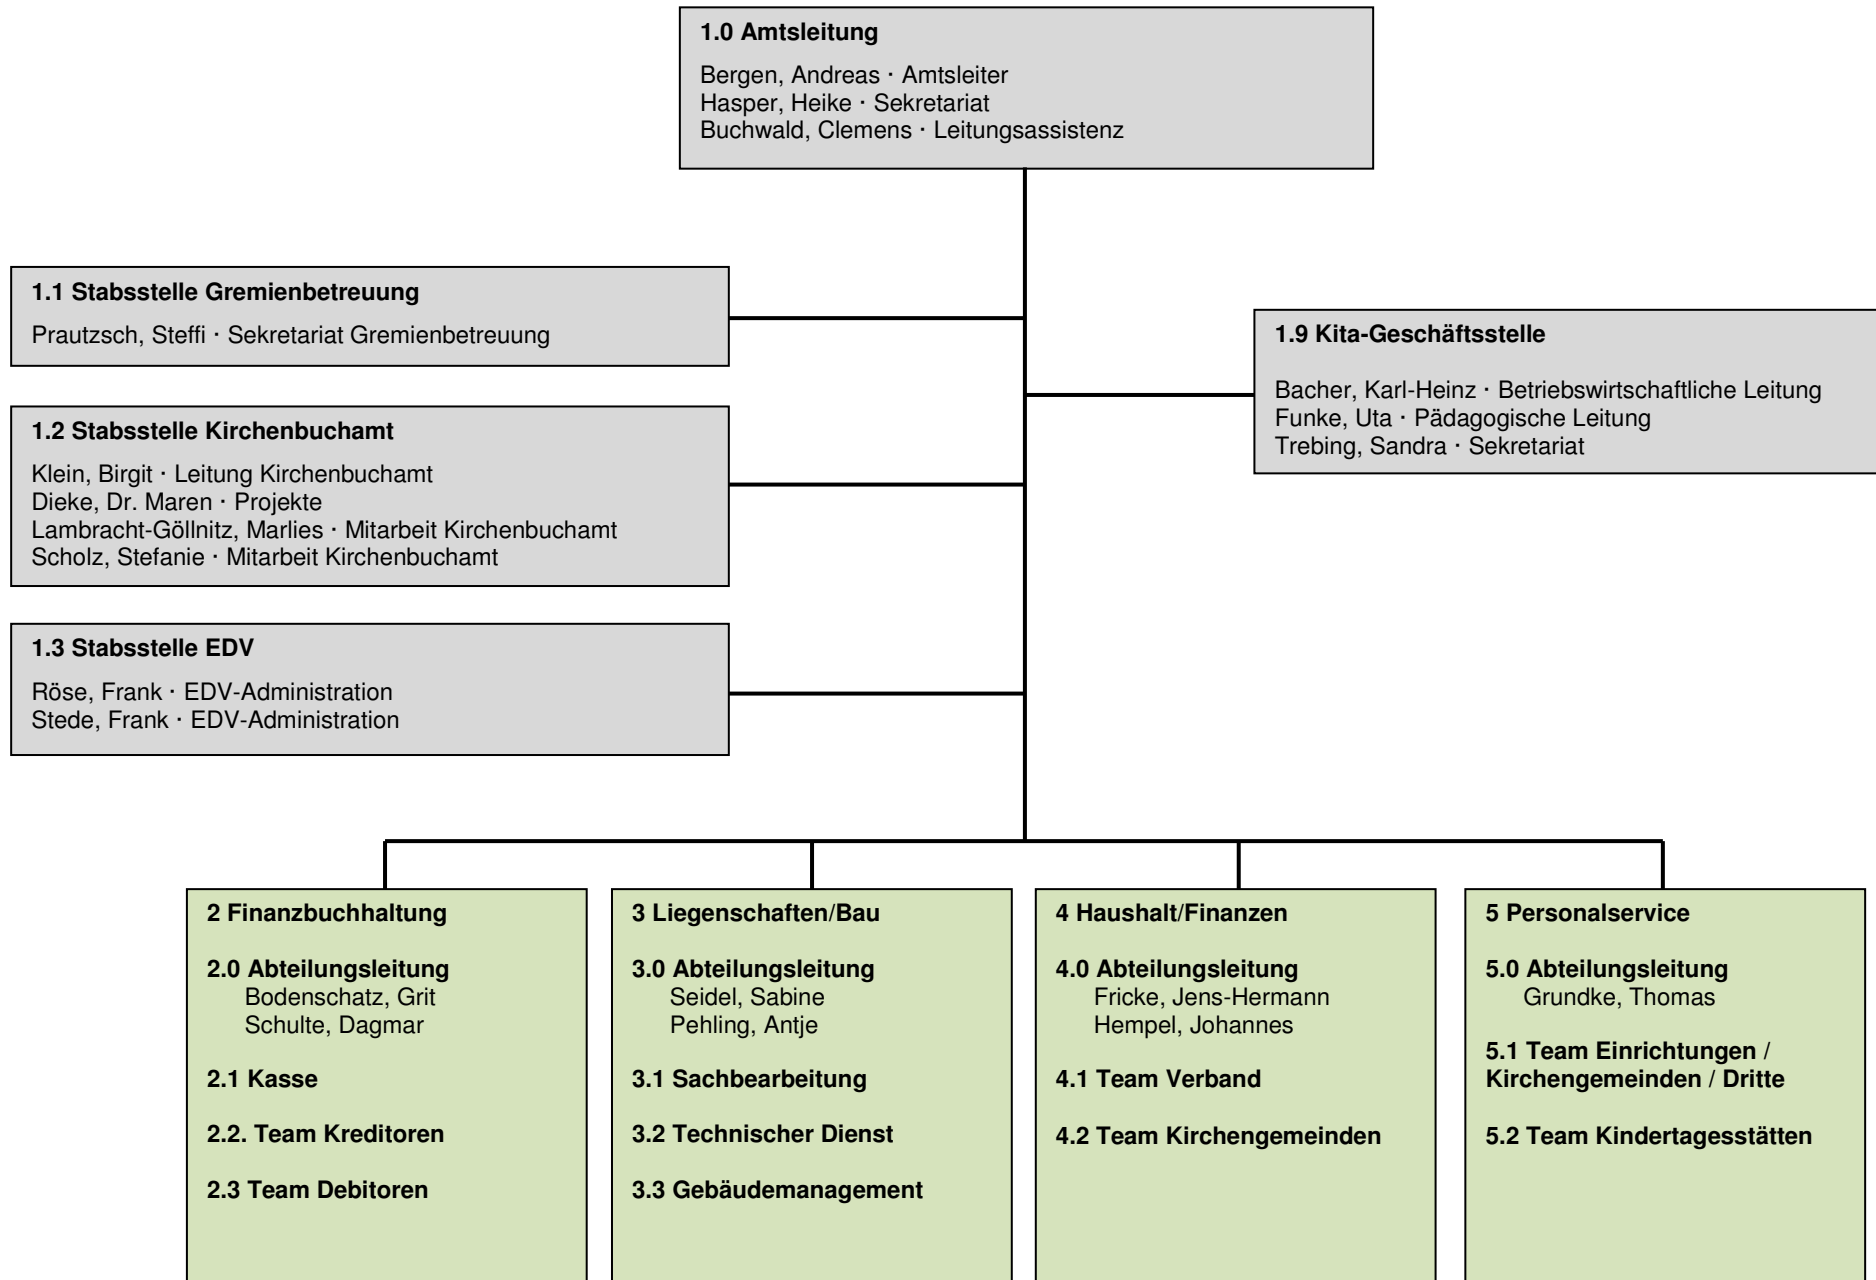 1.0 Amtsleitung
Bergen, Andreas · Amtsleiter
Hasper, Heike · Sekretariat
Buchwald, Clemens · Leitungsassistenz
1.1 Stabsstelle Gremienbetreuung
Prautzsch, Steffi · Sekretariat Gremienbetreuung
1.9 Kita-Geschäftsstelle
Bacher, Karl-Heinz · Betriebswirtschaftliche Leitung
Funke, Uta · Pädagogische Leitung
Trebing, Sandra · Sekretariat
1.2 Stabsstelle Kirchenbuchamt
Klein, Birgit · Leitung Kirchenbuchamt
Dieke, Dr. Maren · Projekte
Lambracht-Göllnitz, Marlies · Mitarbeit Kirchenbuchamt
Scholz, Stefanie · Mitarbeit Kirchenbuchamt
1.3 Stabsstelle EDV
Röse, Frank · EDV-Administration
Stede, Frank · EDV-Administration
2 Finanzbuchhaltung
2.0 Abteilungsleitung
Bodenschatz, Grit
Schulte, Dagmar
2.1 Kasse
2.2. Team Kreditoren
2.3 Team Debitoren
3 Liegenschaften/Bau
3.0 Abteilungsleitung
Seidel, Sabine
Pehling, Antje
3.1 Sachbearbeitung
3.2 Technischer Dienst
3.3 Gebäudemanagement
4 Haushalt/Finanzen
4.0 Abteilungsleitung
Fricke, Jens-Hermann
Hempel, Johannes
4.1 Team Verband
4.2 Team Kirchengemeinden
5 Personalservice
5.0 Abteilungsleitung
Grundke, Thomas
5.1 Team Einrichtungen /
Kirchengemeinden / Dritte
5.2 Team Kindertagesstätten